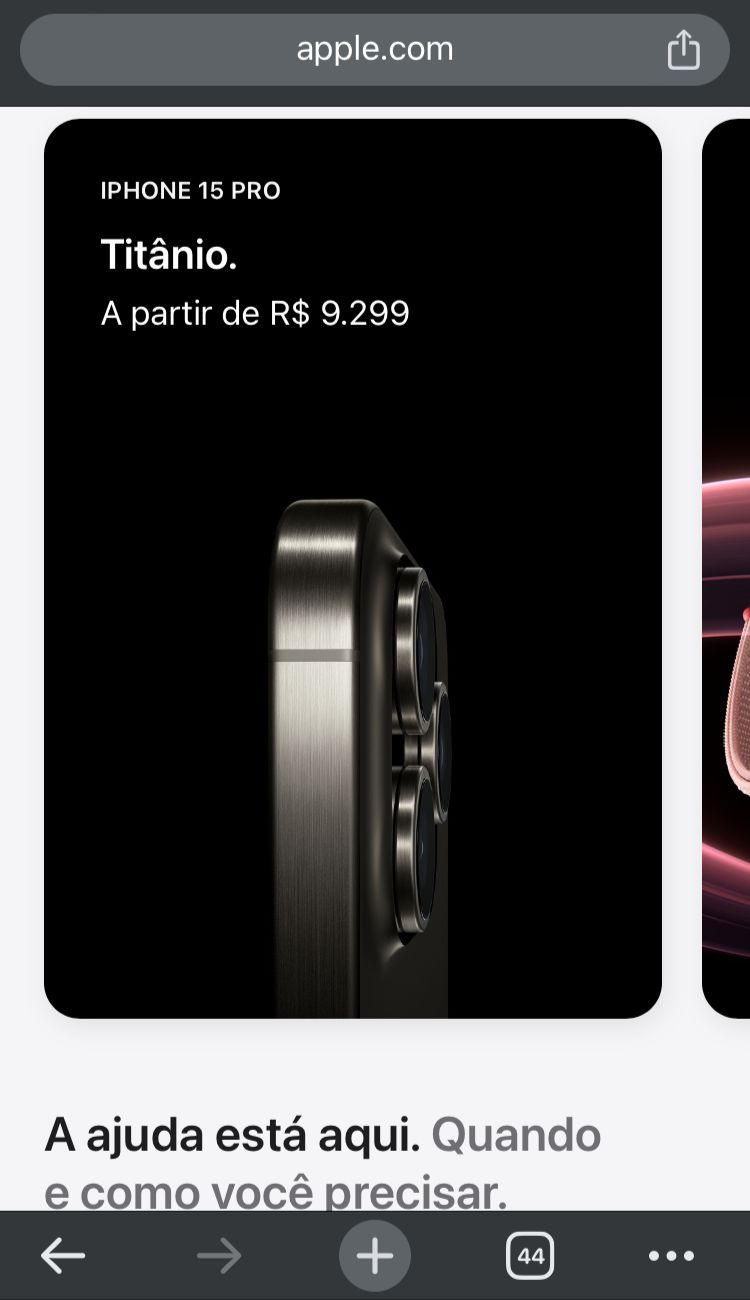 apple.com
IPHONE 15 PRO
Titânio.
A partir de R$ 9.299
A ajuda está aqui. Quando
e como você precisar.
44